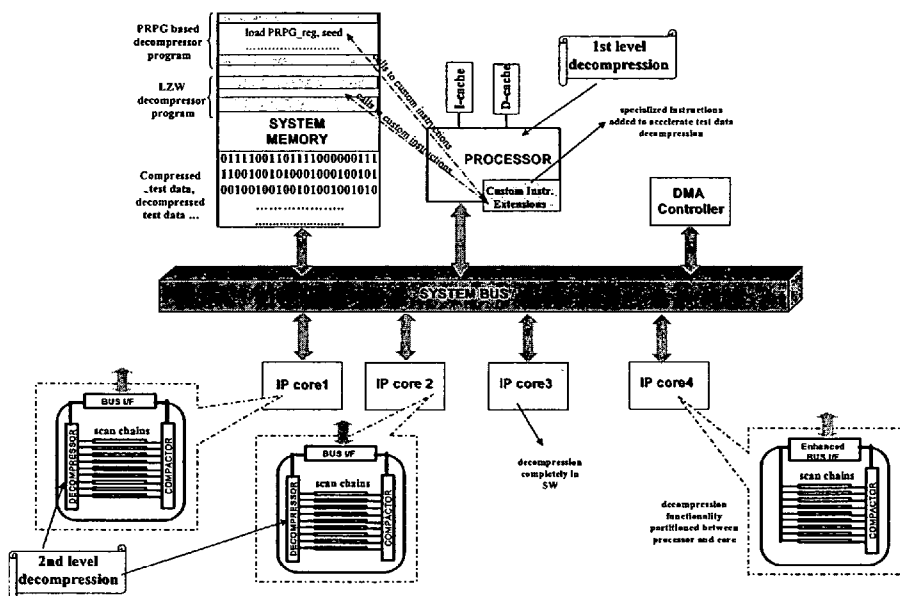 PRPG based
decompressor
program
load PRPG_reg, seed
LZW
decompressor
program
SYSTEM
MEMORY
Compressed
test data,
decompressed
test data ...
01111001101111000000111
11001001010001000100101
00100100100101001001010
calls to custom instructions
calls to custom instructions
I-cache
D-cache
PROCESSOR
Custom Instr.
Extensions
1st level
decompression
specialized instructions
added to accelerate test data
decompression
DMA
Controller
SYSTEM BUS
IP core1
IP core 2
IP core3
IP core4
BUS I/F
DECOMPRESSOR
scan chains
COMPACTOR
BUS I/F
DECOMPRESSOR
scan chains
COMPACTOR
decompression
completely in
SW
decompression
functionality
partitioned between
processor and core
Enhanced
BUS I/F
scan chains
COMPACTOR
2nd level
decompression